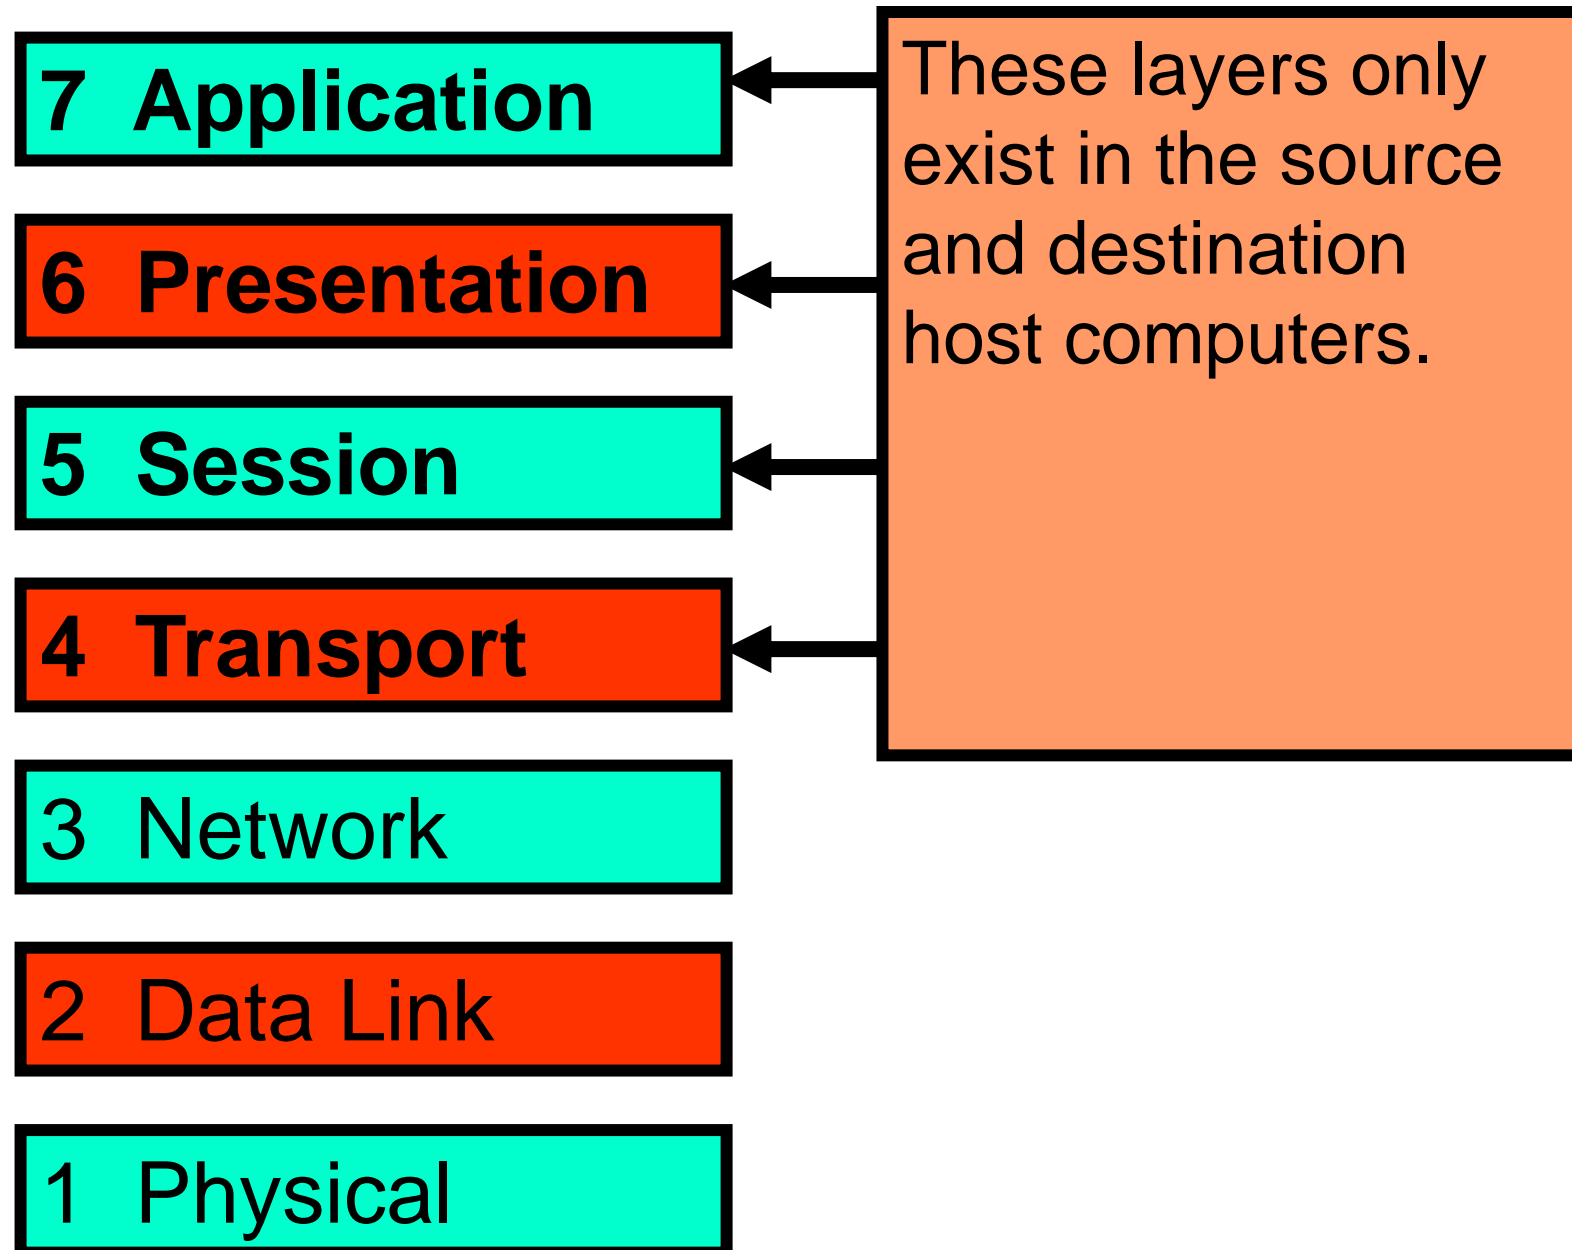 7 Application
6 Presentation
5 Session
4 Transport
3 Network
2 Data Link
1 Physical
These layers only
exist in the source
and destination
host computers.